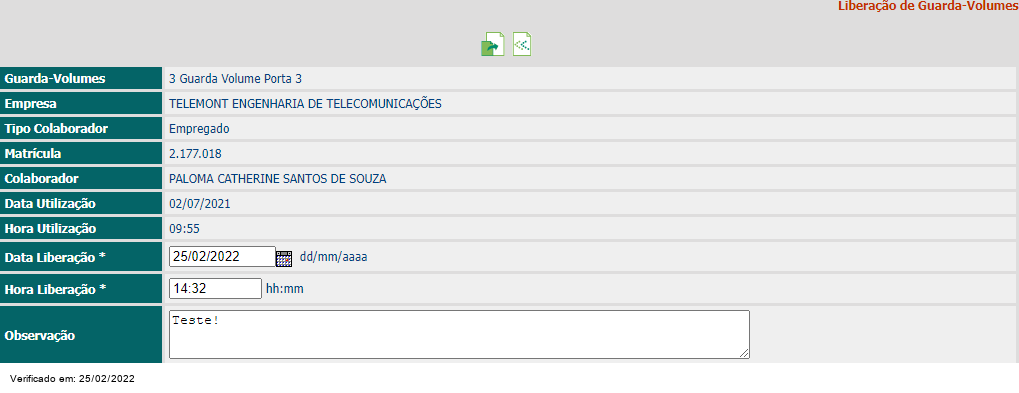 Liberação de Guarda-Volumes
Guarda-Volumes 3 Guarda Volume Porta 3
Empresa TELEMONT ENGENHARIA DE TELECOMUNICAÇÕES
Tipo Colaborador Empregado
Matrícula 2.177.018
Colaborador PALOMA CATHERINE SANTOS DE SOUZA
Data Utilização 02/07/2021
Hora Utilização 09:55
Data Liberação * 25/02/2022 dd/mm/aaaa
Hora Liberação * 14:32 hh:mm
Observação Teste!
Verificado em: 25/02/2022